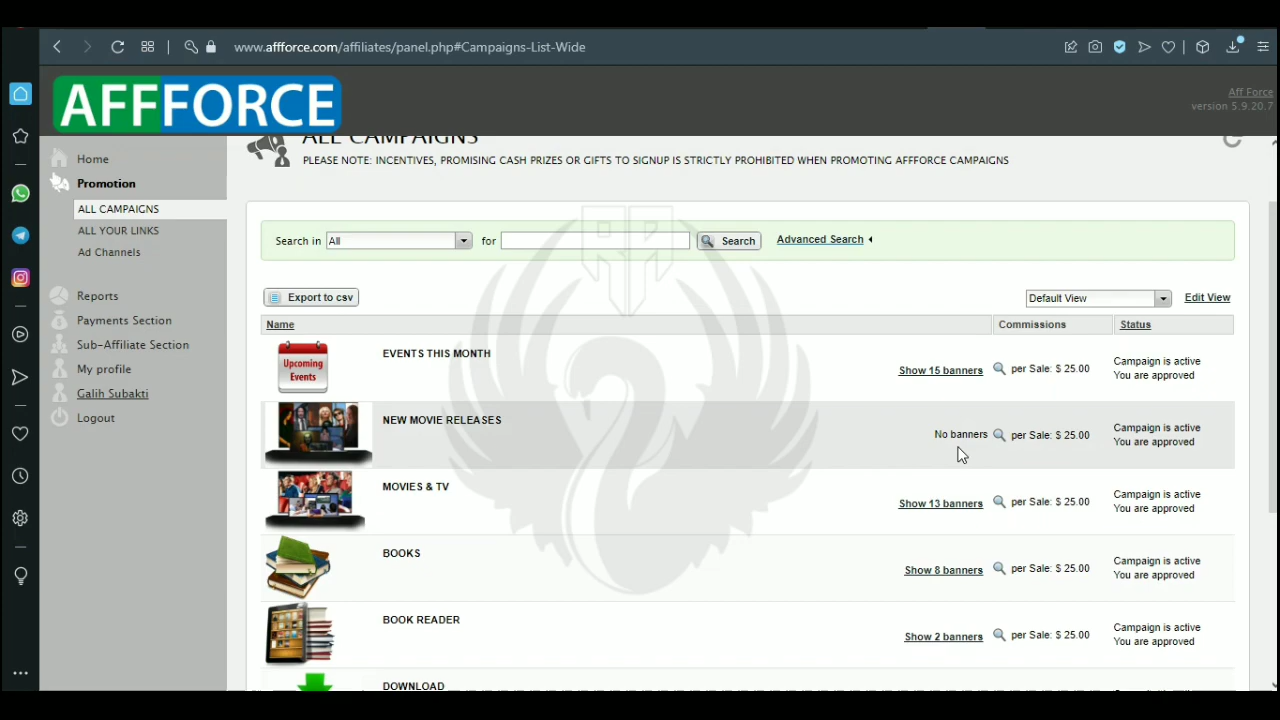 www.affforce.com/affiliates/panel.php#Campaigns-List-Wide
AFFFORCE
Aff Force
version 5.9.20.7
ALL CAMPAIGNS
PLEASE NOTE: INCENTIVES, PROMISING CASH PRIZES OR GIFTS TO SIGNUP IS STRICTLY PROHIBITED WHEN PROMOTING AFFFORCE CAMPAIGNS
Home
Promotion
ALL CAMPAIGNS
ALL YOUR LINKS
Ad Channels
Reports
Payments Section
Sub-Affiliate Section
My profile
Galih Subakti
Logout
Search in All for Search Advanced Search
Export to csv
Default View Edit View
Name Commissions Status
Upcoming
Events
EVENTS THIS MONTH
Show 15 banners per Sale: $ 25.00
Campaign is active
You are approved
NEW MOVIE RELEASES
No banners per Sale: $ 25.00
Campaign is active
You are approved
MOVIES & TV
Show 13 banners per Sale: $ 25.00
Campaign is active
You are approved
BOOKS
Show 8 banners per Sale: $ 25.00
Campaign is active
You are approved
BOOK READER
Show 2 banners per Sale: $ 25.00
Campaign is active
You are approved
DOWNLOAD